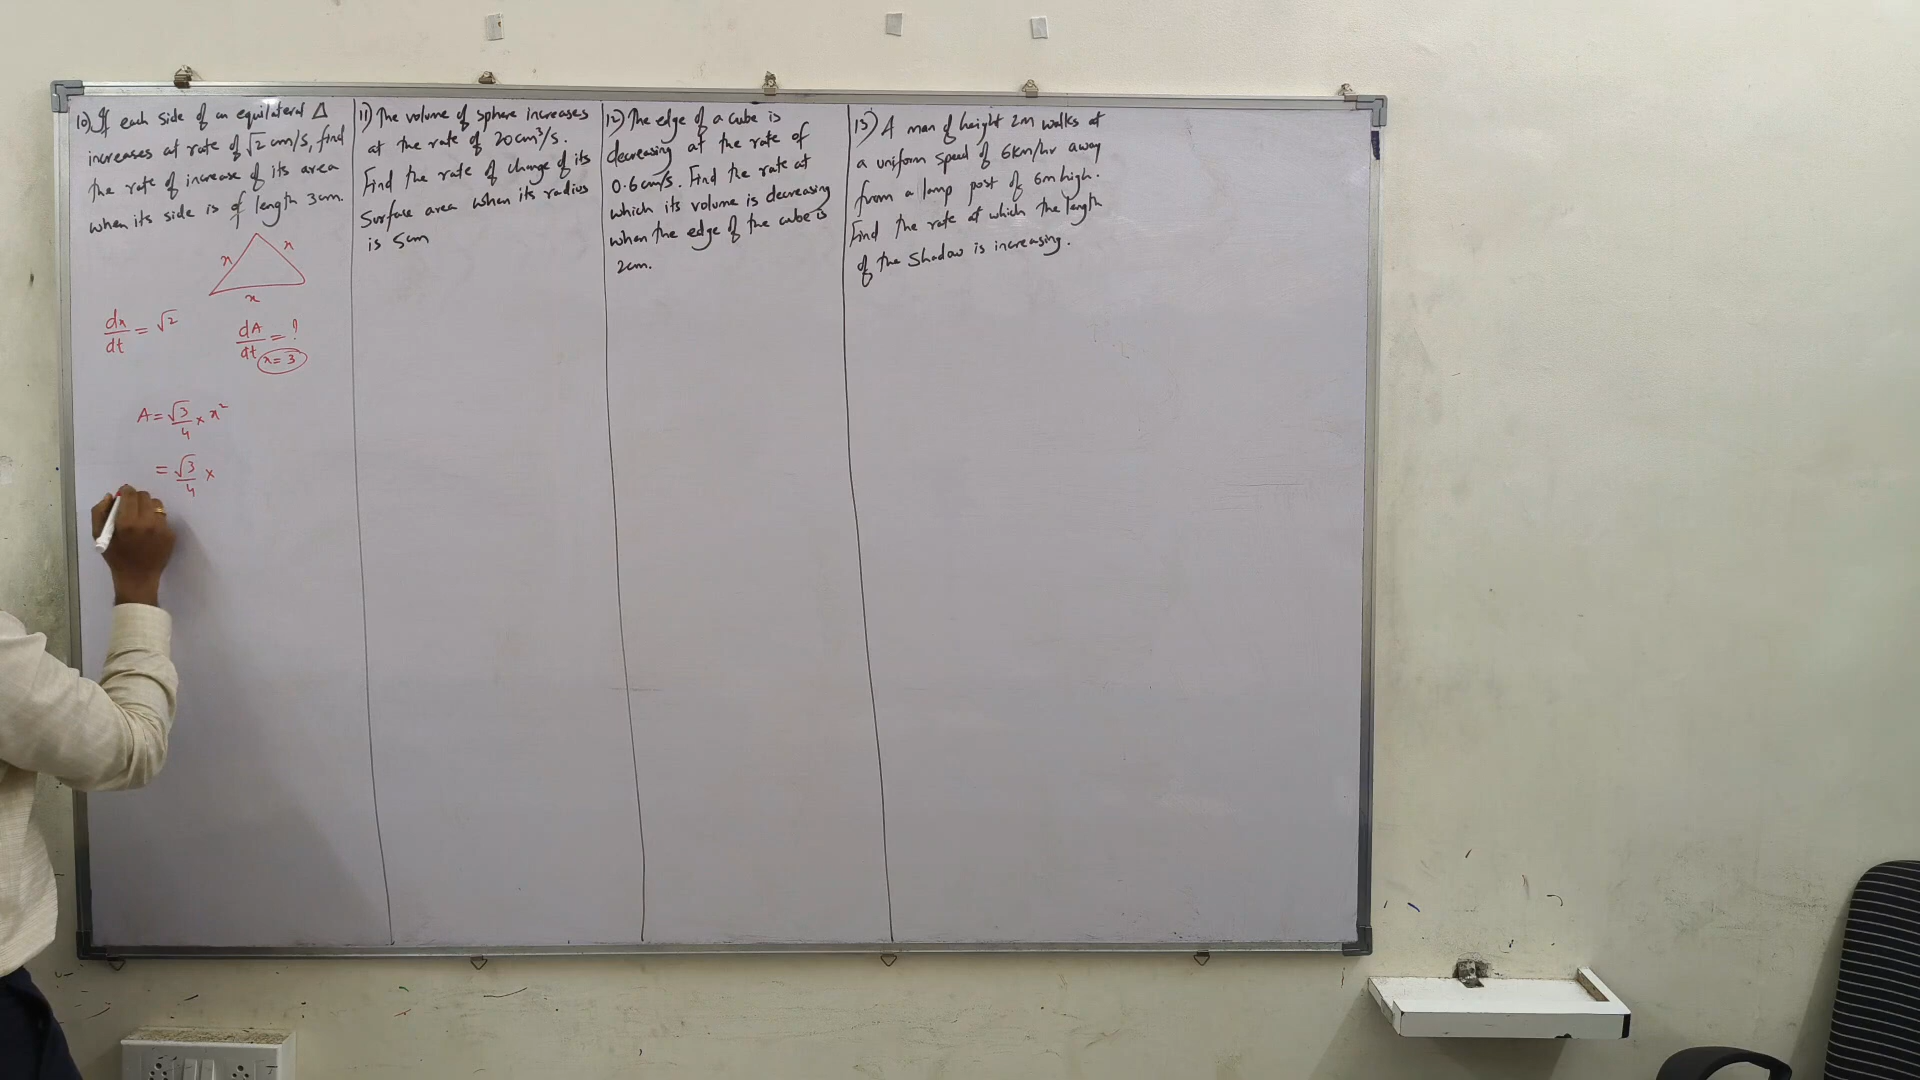 10) If each side of an equilateral Δ
increases at rate of √2 cm/s, find
the rate of increase of its area
when its side is of length 3cm.
x
x
x
dx/dt = √2
dA/dt = ?
x = 3
A = √3/4 × x²
= √3/4 ×
11) The volume of sphere increases
at the rate of 20 cm³/s.
Find the rate of change of its
Surface area when its radius
is 5cm
12) The edge of a cube is
decreasing at the rate of
0.6 cm/s. Find the rate at
which its volume is decreasing
when the edge of the cube is
2cm.
13) A man of height 2m walks at
a uniform speed of 6km/hr away
from a lamp post of 6m high.
Find the rate at which the length
of the Shadow is increasing.